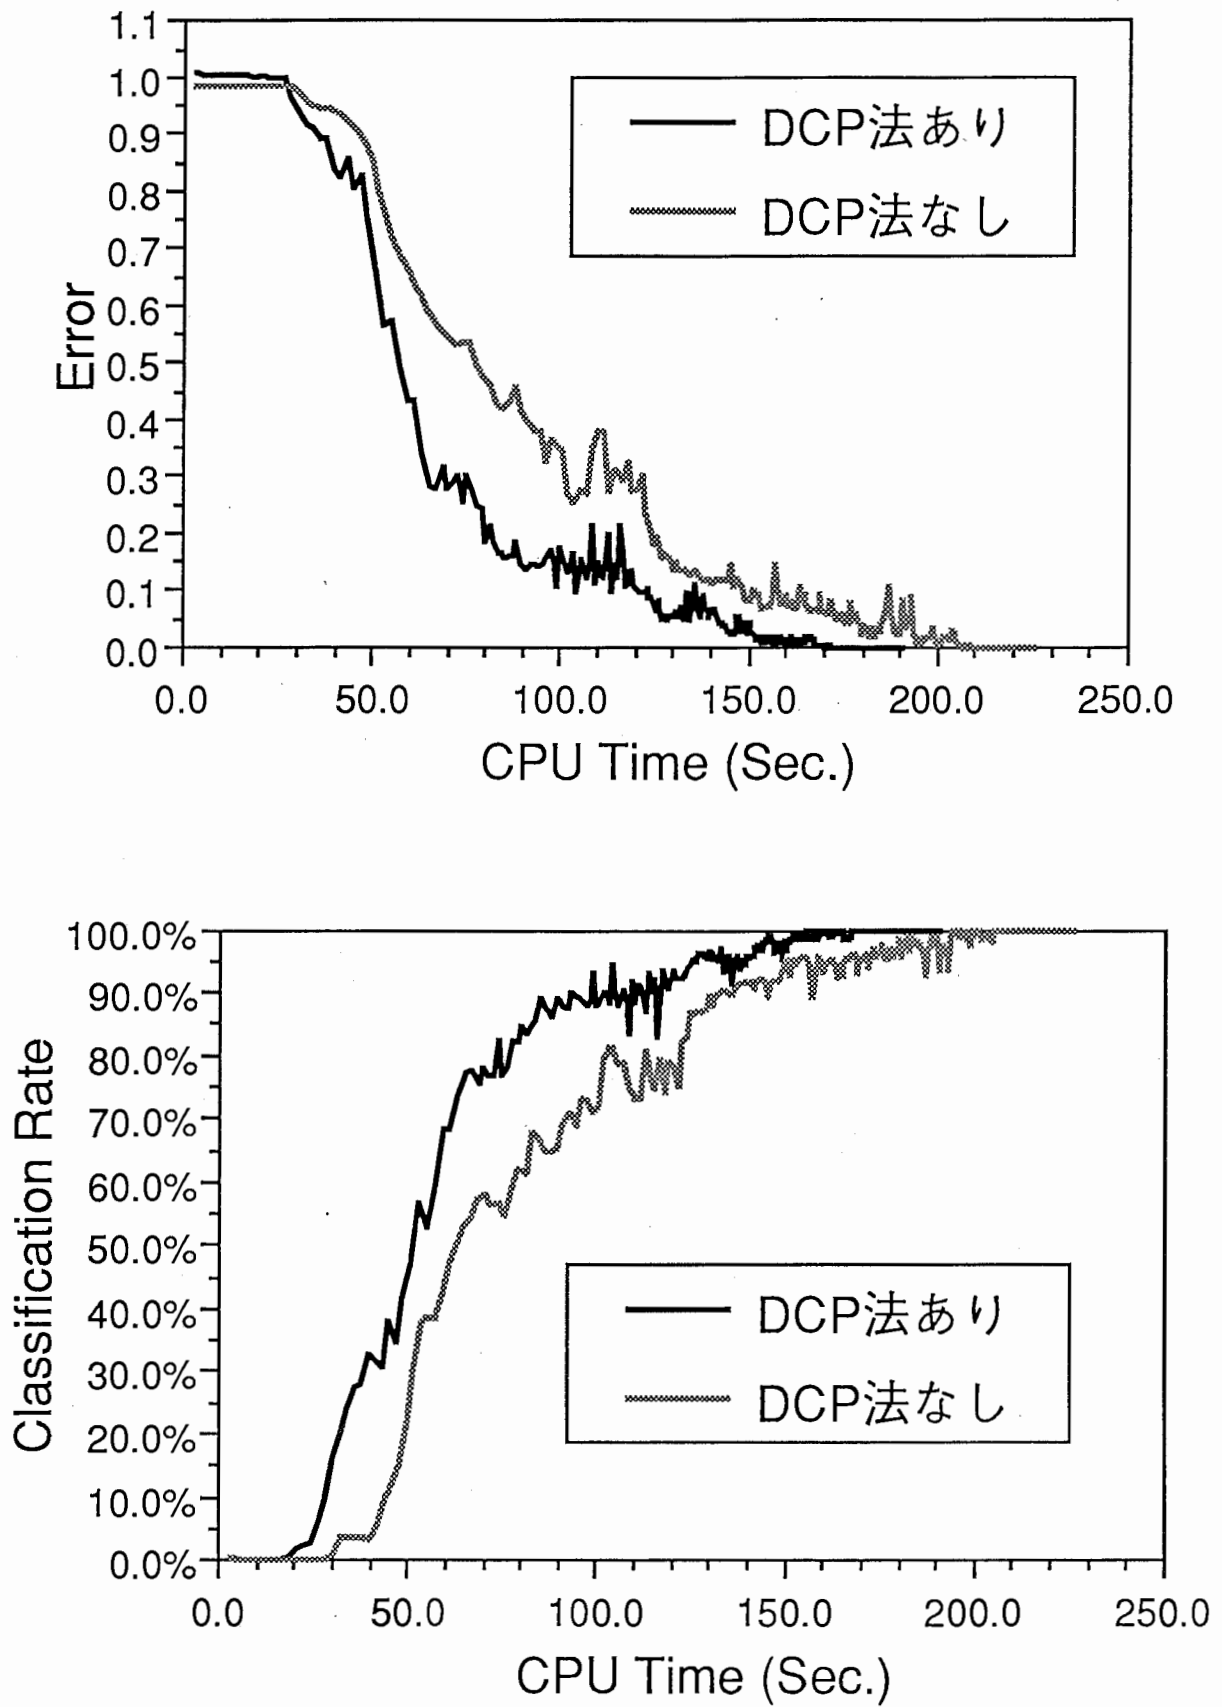 1.1
1.0
0.9
0.8
0.7
0.6
0.5
0.4
0.3
0.2
0.1
0.0
Error
DCP法あり
DCP法なし
0.0 50.0 100.0 150.0 200.0 250.0
CPU Time (Sec.)
100.0%
90.0%
80.0%
70.0%
60.0%
50.0%
40.0%
30.0%
20.0%
10.0%
0.0%
Classification Rate
DCP法あり
DCP法なし
0.0 50.0 100.0 150.0 200.0 250.0
CPU Time (Sec.)